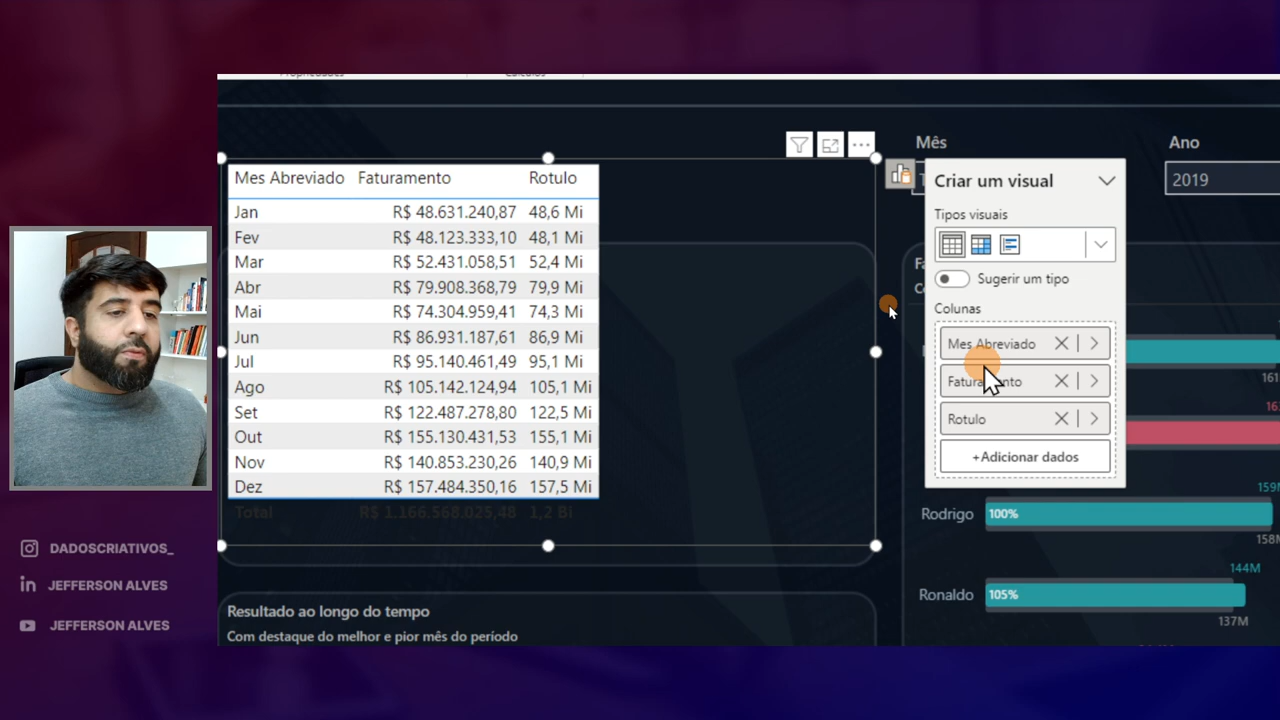 Mês
Ano
2019
Mes Abreviado Faturamento Rotulo
Jan R$ 48.631.240,87 48,6 Mi
Fev R$ 48.123.333,10 48,1 Mi
Mar R$ 52.431.058,51 52,4 Mi
Abr R$ 79.908.368,79 79,9 Mi
Mai R$ 74.304.959,41 74,3 Mi
Jun R$ 86.931.187,61 86,9 Mi
Jul R$ 95.140.461,49 95,1 Mi
Ago R$ 105.142.124,94 105,1 Mi
Set R$ 122.487.278,80 122,5 Mi
Out R$ 155.130.431,53 155,1 Mi
Nov R$ 140.853.230,26 140,9 Mi
Dez R$ 157.484.350,16 157,5 Mi
Total R$ 1.166.568.025,48 1,2 Bi
Criar um visual
Tipos visuais
Sugerir um tipo
Colunas
Mes Abreviado
Faturamento
Rotulo
+Adicionar dados
Rodrigo 100%
144M
Ronaldo 105%
137M
Resultado ao longo do tempo
Com destaque do melhor e pior mês do período
DADOSCRIATIVOS_
in JEFFERSON ALVES
JEFFERSON ALVES